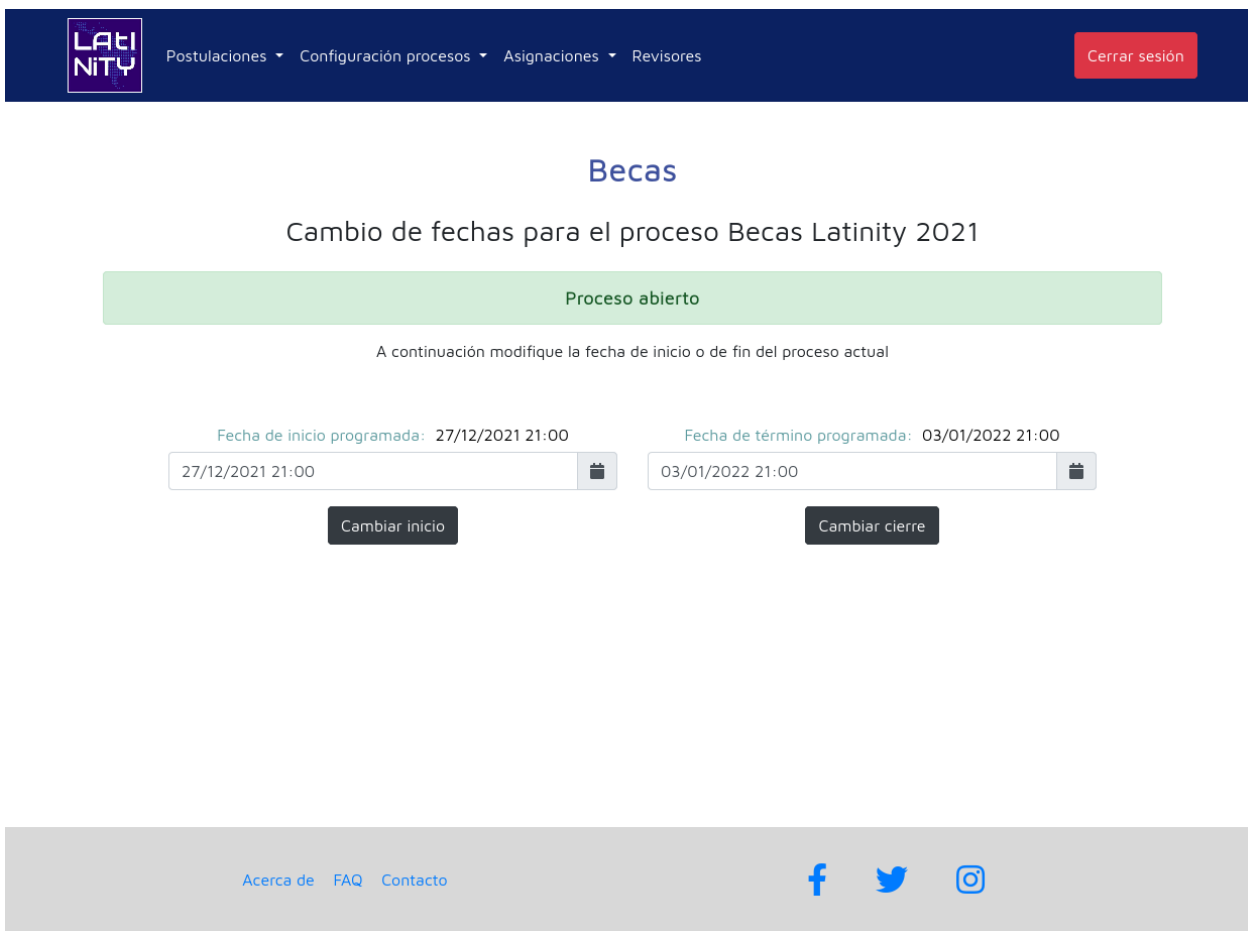 LAtI
NiTY
Postulaciones Configuración procesos Asignaciones Revisores Cerrar sesión
Becas
Cambio de fechas para el proceso Becas Latinity 2021
Proceso abierto
A continuación modifique la fecha de inicio o de fin del proceso actual
Fecha de inicio programada: 27/12/2021 21:00
27/12/2021 21:00
Cambiar inicio
Fecha de término programada: 03/01/2022 21:00
03/01/2022 21:00
Cambiar cierre
Acerca de FAQ Contacto